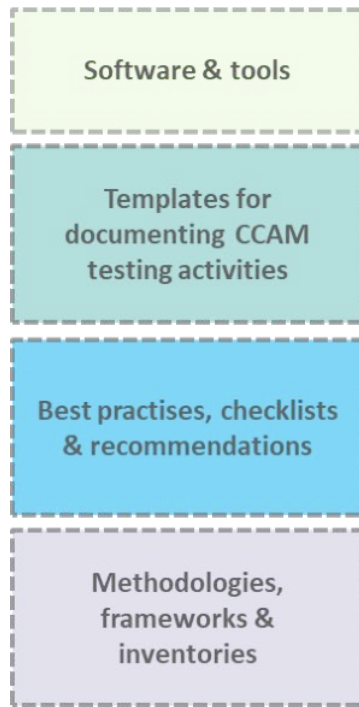 Software & tools
Templates for
documenting CCAM
testing activities
Best practises, checklists
& recommendations
Methodologies,
frameworks &
inventories